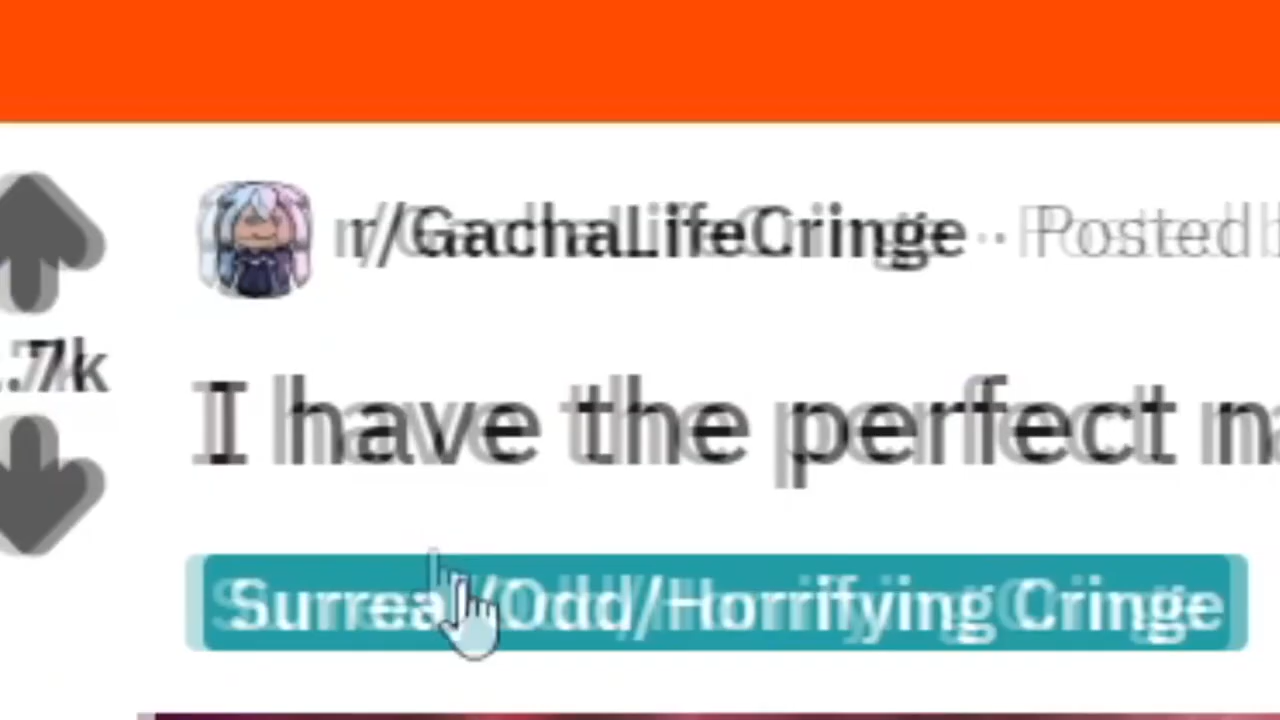 r/GachaLifeCringe · Posted
.7k
I have the perfect
Surreal/Odd/Horrifying Cringe